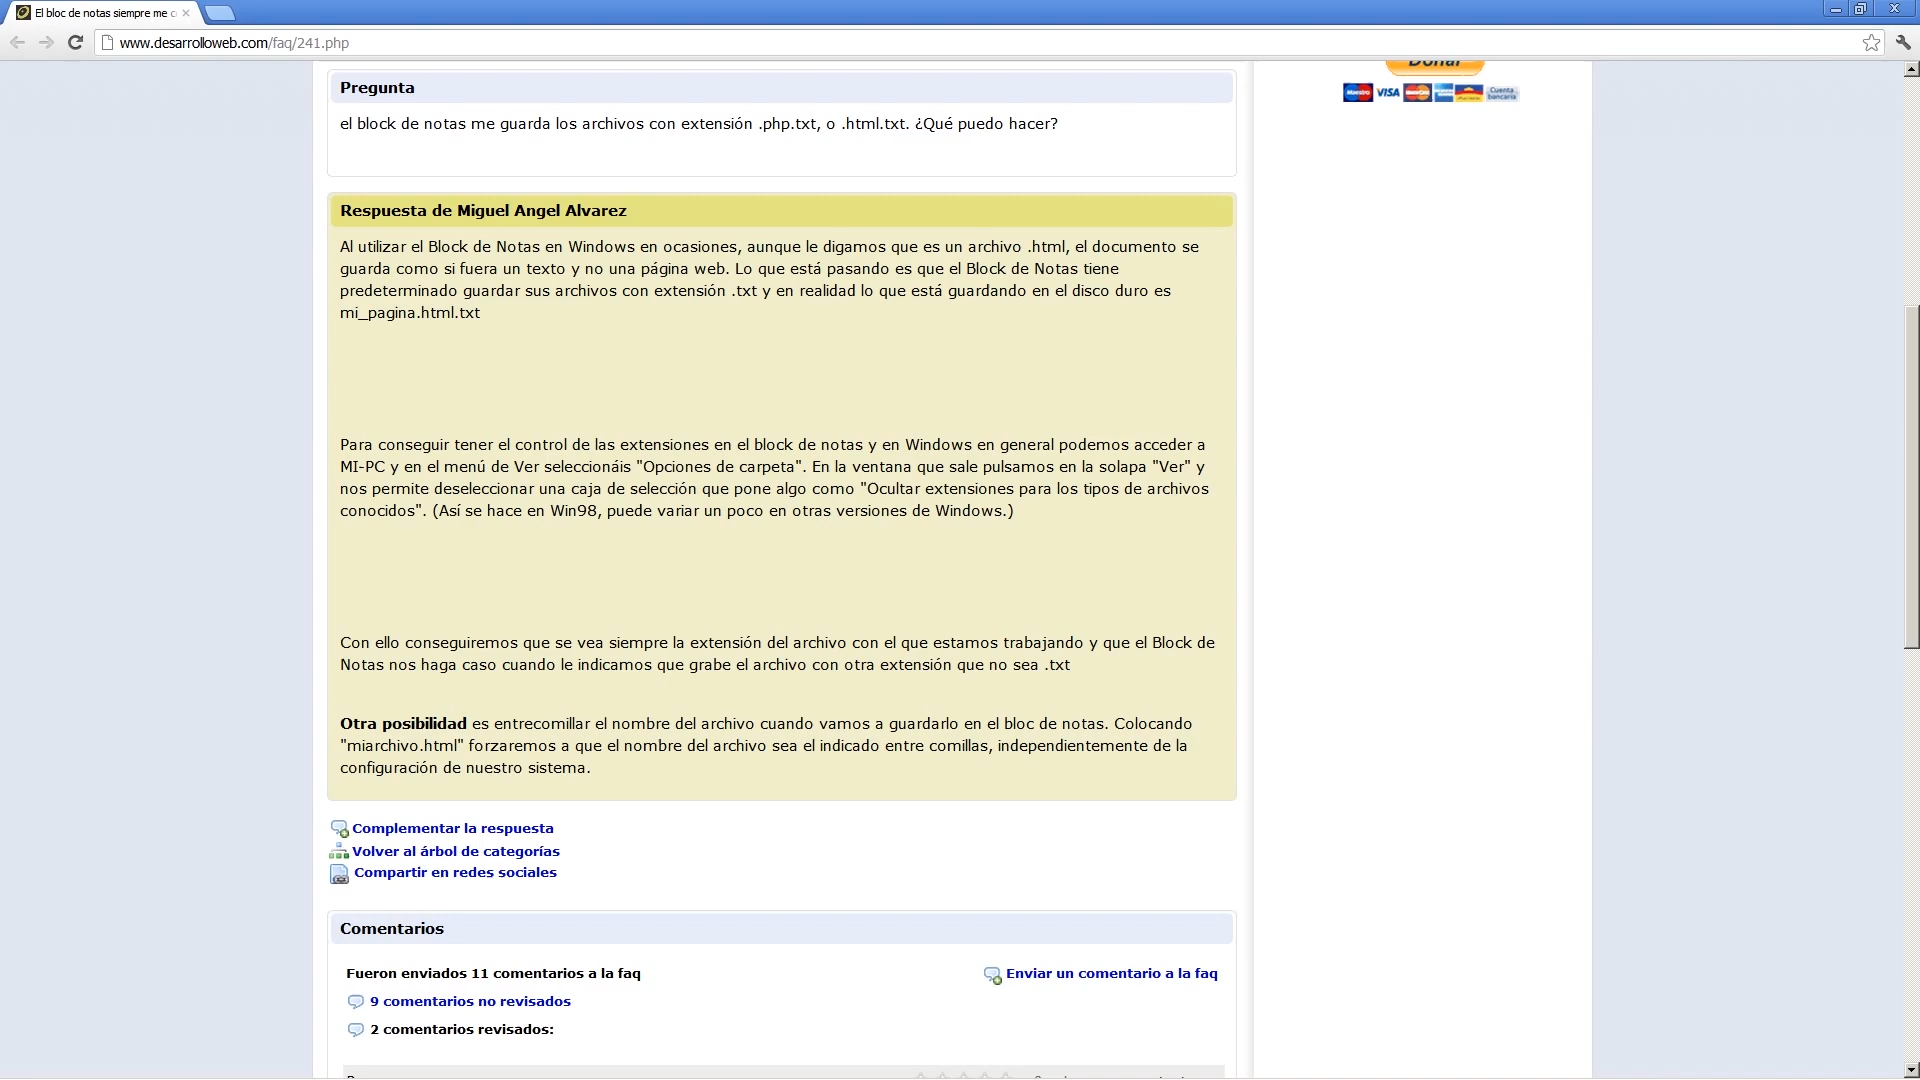 El bloc de notas siempre me c
www.desarrolloweb.com/faq/241.php
Donar
Maestro VISA
Cuenta bancaria
Pregunta
el block de notas me guarda los archivos con extensión .php.txt, o .html.txt. ¿Qué puedo hacer?
Respuesta de Miguel Angel Alvarez
Al utilizar el Block de Notas en Windows en ocasiones, aunque le digamos que es un archivo .html, el documento se
guarda como si fuera un texto y no una página web. Lo que está pasando es que el Block de Notas tiene
predeterminado guardar sus archivos con extensión .txt y en realidad lo que está guardando en el disco duro es
mi_pagina.html.txt
Para conseguir tener el control de las extensiones en el block de notas y en Windows en general podemos acceder a
MI-PC y en el menú de Ver seleccionáis "Opciones de carpeta". En la ventana que sale pulsamos en la solapa "Ver" y
nos permite deseleccionar una caja de selección que pone algo como "Ocultar extensiones para los tipos de archivos
conocidos". (Así se hace en Win98, puede variar un poco en otras versiones de Windows.)
Con ello conseguiremos que se vea siempre la extensión del archivo con el que estamos trabajando y que el Block de
Notas nos haga caso cuando le indicamos que grabe el archivo con otra extensión que no sea .txt
Otra posibilidad es entrecomillar el nombre del archivo cuando vamos a guardarlo en el bloc de notas. Colocando
"miarchivo.html" forzaremos a que el nombre del archivo sea el indicado entre comillas, independientemente de la
configuración de nuestro sistema.
Complementar la respuesta
Volver al árbol de categorías
Compartir en redes sociales
Comentarios
Fueron enviados 11 comentarios a la faq
Enviar un comentario a la faq
9 comentarios no revisados
2 comentarios revisados: